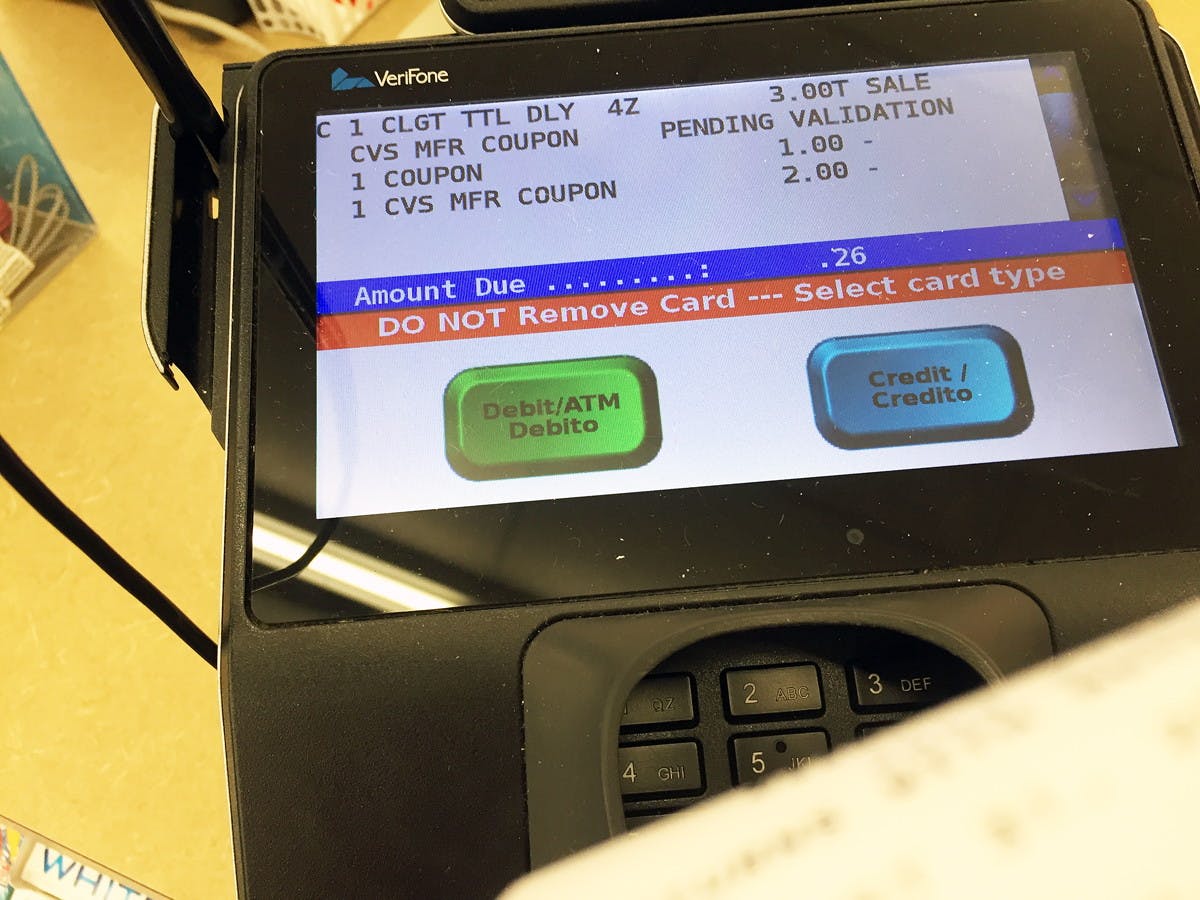 VeriFone
C 1 CLGT TTL DLY 4Z 3.00T SALE
CVS MFR COUPON PENDING VALIDATION
1 COUPON 1.00 -
1 CVS MFR COUPON 2.00 -
Amount Due .........: .26
DO NOT Remove Card --- Select card type
Debit/ATM
Debito
Credit /
Credito
QZ
2 ABC
3 DEF
4 GHI
5
WHIT